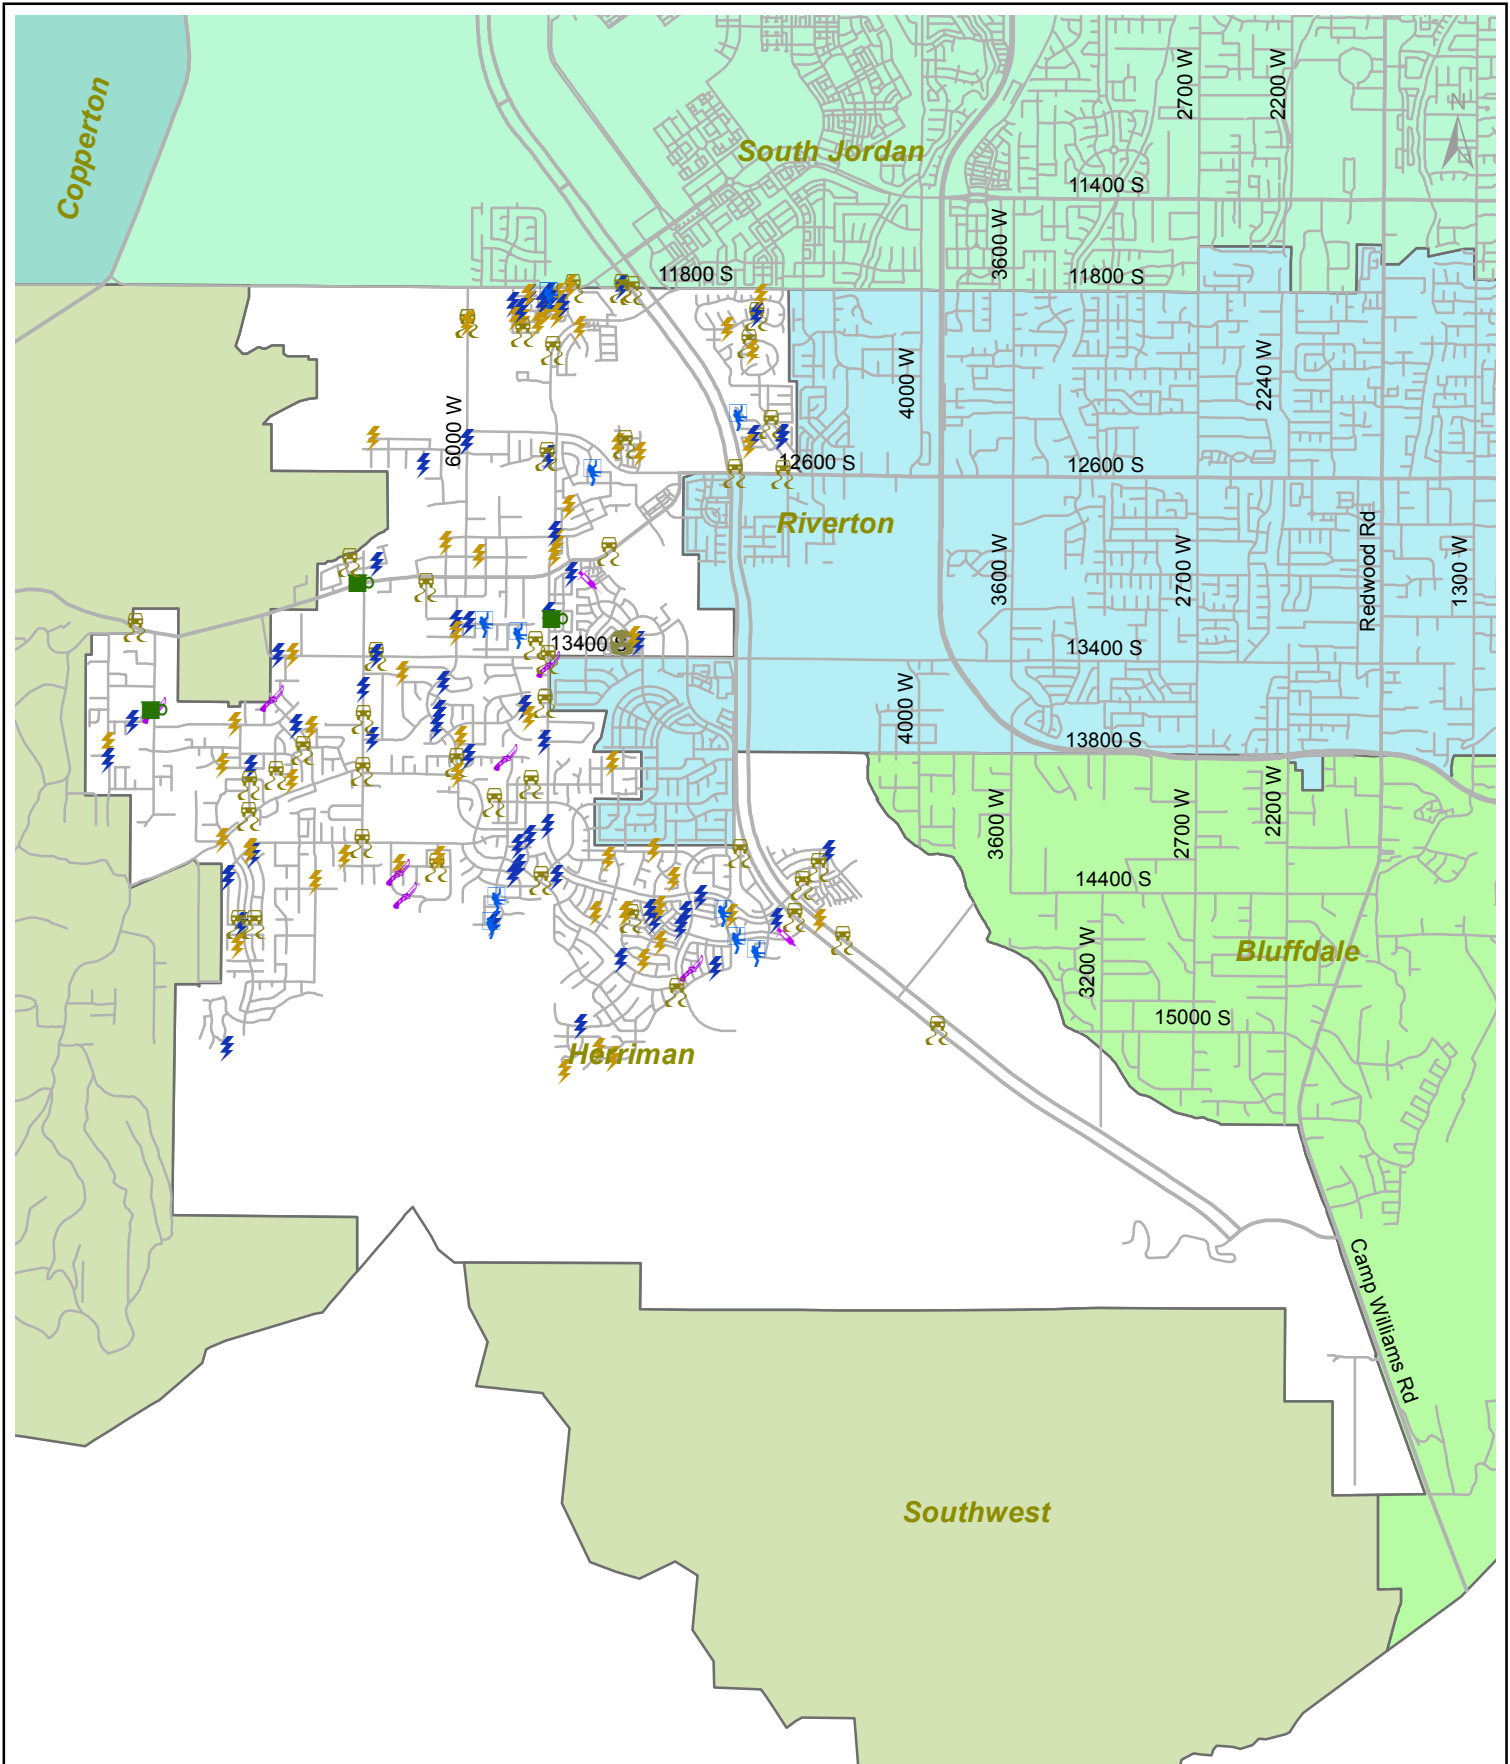 Copperton
2700 W
2200 W
N
South Jordan
11400 S
3600 W
11800 S
11800 S
4000 W
2240 W
6000 W
12600 S
12600 S
Riverton
3600 W
2700 W
Redwood Rd
1300 W
13400 S
13400 S
4000 W
13800 S
3600 W
2700 W
2200 W
14400 S
3200 W
Bluffdale
15000 S
Herriman
Camp Williams Rd
Southwest